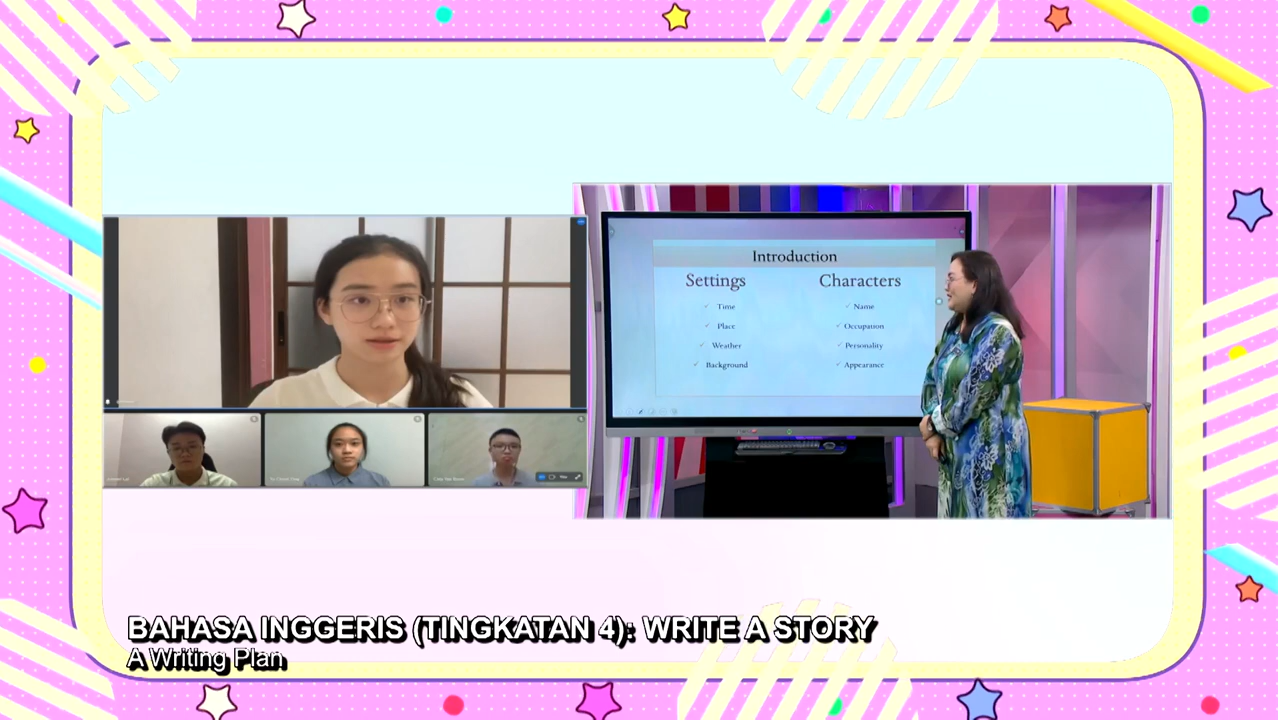 Introduction
Settings
Characters
Time
Name
Place
Occupation
Weather
Personality
Background
Appearance
BAHASA INGGERIS (TINGKATAN 4): WRITE A STORY
A Writing Plan